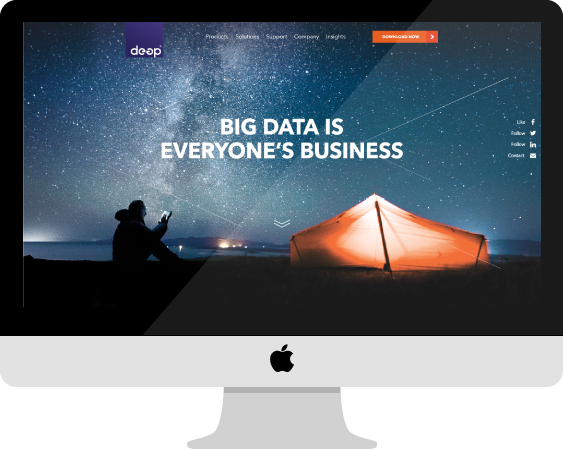 deep
Products Solutions Support Company Insights
DOWNLOAD NOW
BIG DATA IS
EVERYONE'S BUSINESS
Like
Follow
Follow
Contact